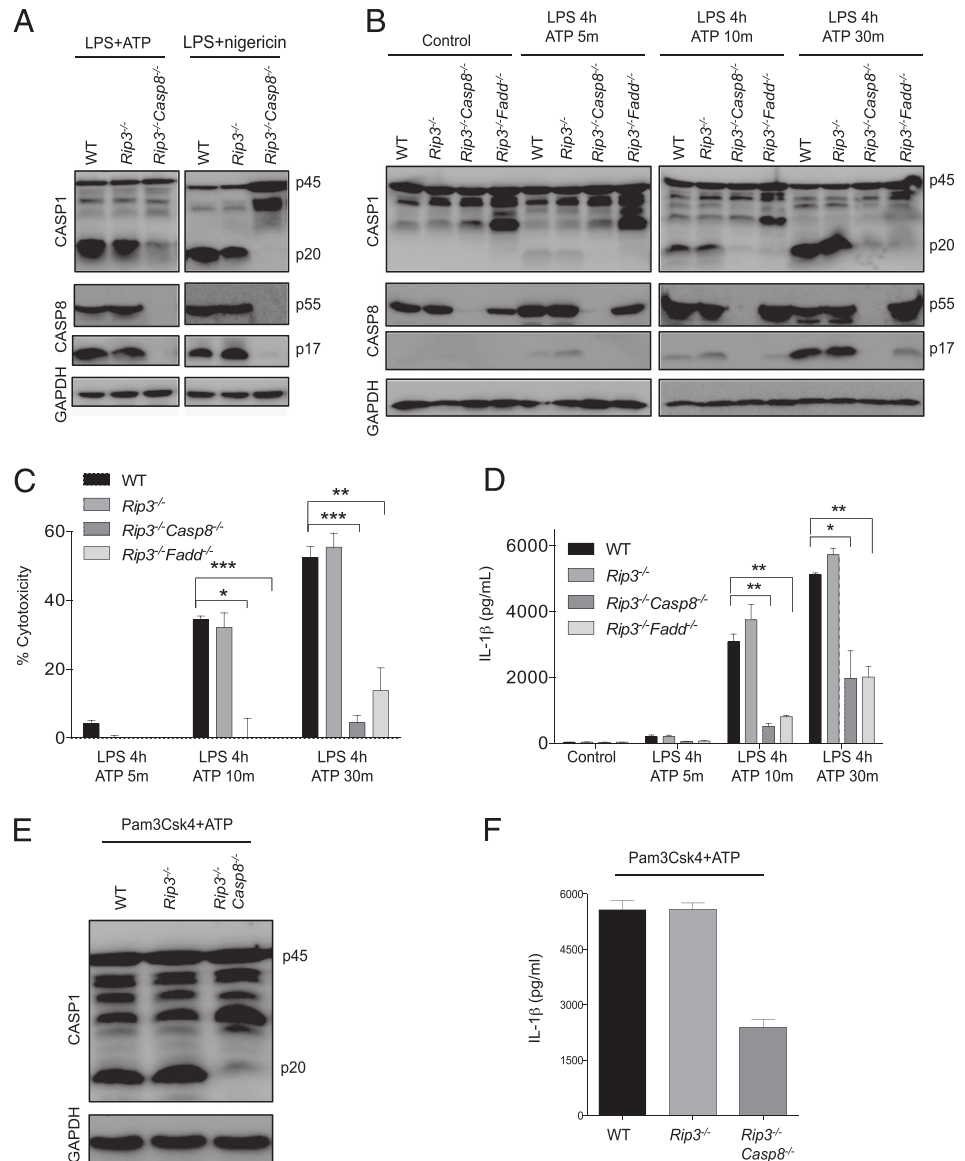 A
LPS+ATP
LPS+nigericin
WT
Rip3-/-
Rip3-/-Casp8-/-
WT
Rip3-/-
Rip3-/-Casp8-/-
CASP1
p45
p20
CASP8
p55
p17
GAPDH
B
Control
LPS 4h
ATP 5m
LPS 4h
ATP 10m
LPS 4h
ATP 30m
WT
Rip3-/-
Rip3-/-Casp8-/-
Rip3-/-Fadd-/-
WT
Rip3-/-
Rip3-/-Casp8-/-
Rip3-/-Fadd-/-
WT
Rip3-/-
Rip3-/-Casp8-/-
Rip3-/-Fadd-/-
WT
Rip3-/-
Rip3-/-Casp8-/-
Rip3-/-Fadd-/-
CASP1
p45
p20
CASP8
p55
p17
GAPDH
C
WT
Rip3-/-
Rip3-/-Casp8-/-
Rip3-/-Fadd-/-
% Cytotoxicity
60
40
20
0
***
*
**
***
LPS 4h
ATP 5m
LPS 4h
ATP 10m
LPS 4h
ATP 30m
D
WT
Rip3-/-
Rip3-/-Casp8-/-
Rip3-/-Fadd-/-
IL-1β (pg/mL)
6000
4000
2000
0
**
**
**
*
Control
LPS 4h
ATP 5m
LPS 4h
ATP 10m
LPS 4h
ATP 30m
E
Pam3Csk4+ATP
WT
Rip3-/-
Rip3-/-
Casp8-/-
CASP1
p45
p20
GAPDH
F
Pam3Csk4+ATP
IL-1β (pg/ml)
6000
4500
3000
1500
0
WT
Rip3-/-
Rip3-/-
Casp8-/-